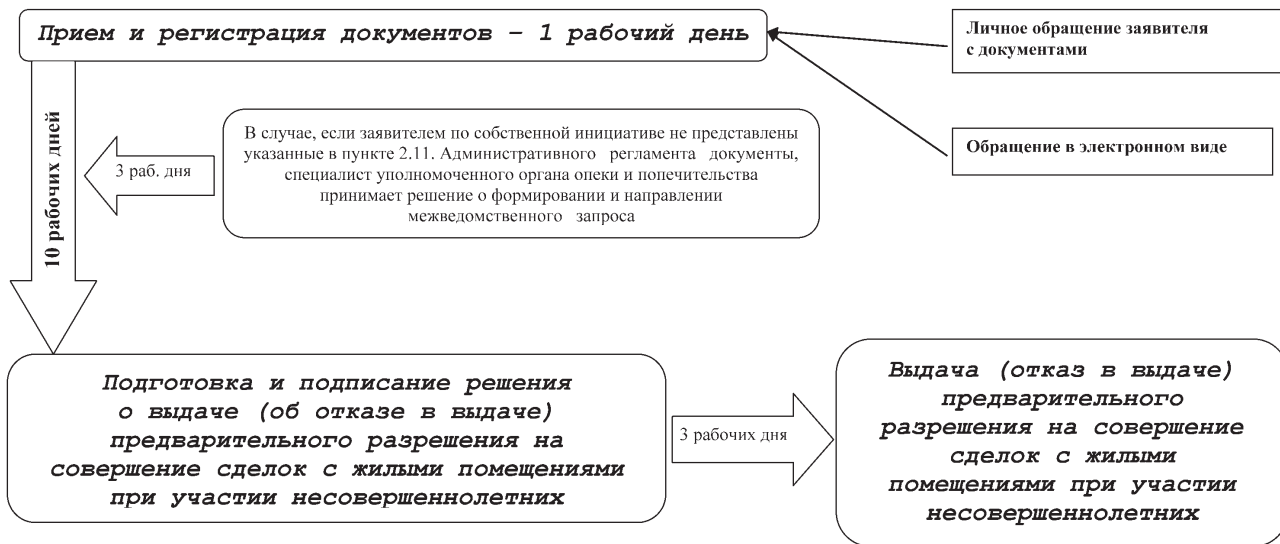 Прием и регистрация документов – 1 рабочий день
Личное обращение заявителя
с документами
Обращение в электронном виде
10 рабочих дней
3 раб. дня
В случае, если заявителем по собственной инициативе не представлены
указанные в пункте 2.11. Административного регламента документы,
специалист уполномоченного органа опеки и попечительства
принимает решение о формировании и направлении
межведомственного запроса
Подготовка и подписание решения
о выдаче (об отказе в выдаче)
предварительного разрешения на
совершение сделок с жилыми помещениями
при участии несовершеннолетних
3 рабочих дня
Выдача (отказ в выдаче)
предварительного
разрешения на совершение
сделок с жилыми
помещениями при участии
несовершеннолетних